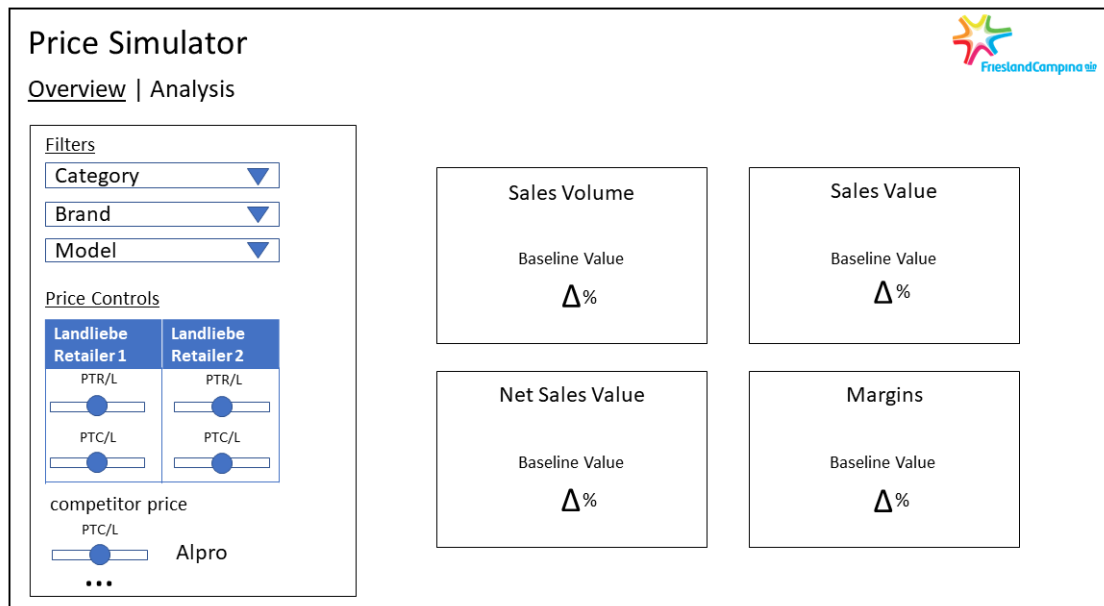 Price Simulator
FrieslandCampina
Overview | Analysis
Filters
Category
Brand
Model
Price Controls
Landliebe
Retailer 1
Landliebe
Retailer 2
PTR/L
PTR/L
PTC/L
PTC/L
competitor price
PTC/L
Alpro
...
Sales Volume
Baseline Value
Δ%
Sales Value
Baseline Value
Δ%
Net Sales Value
Baseline Value
Δ%
Margins
Baseline Value
Δ%